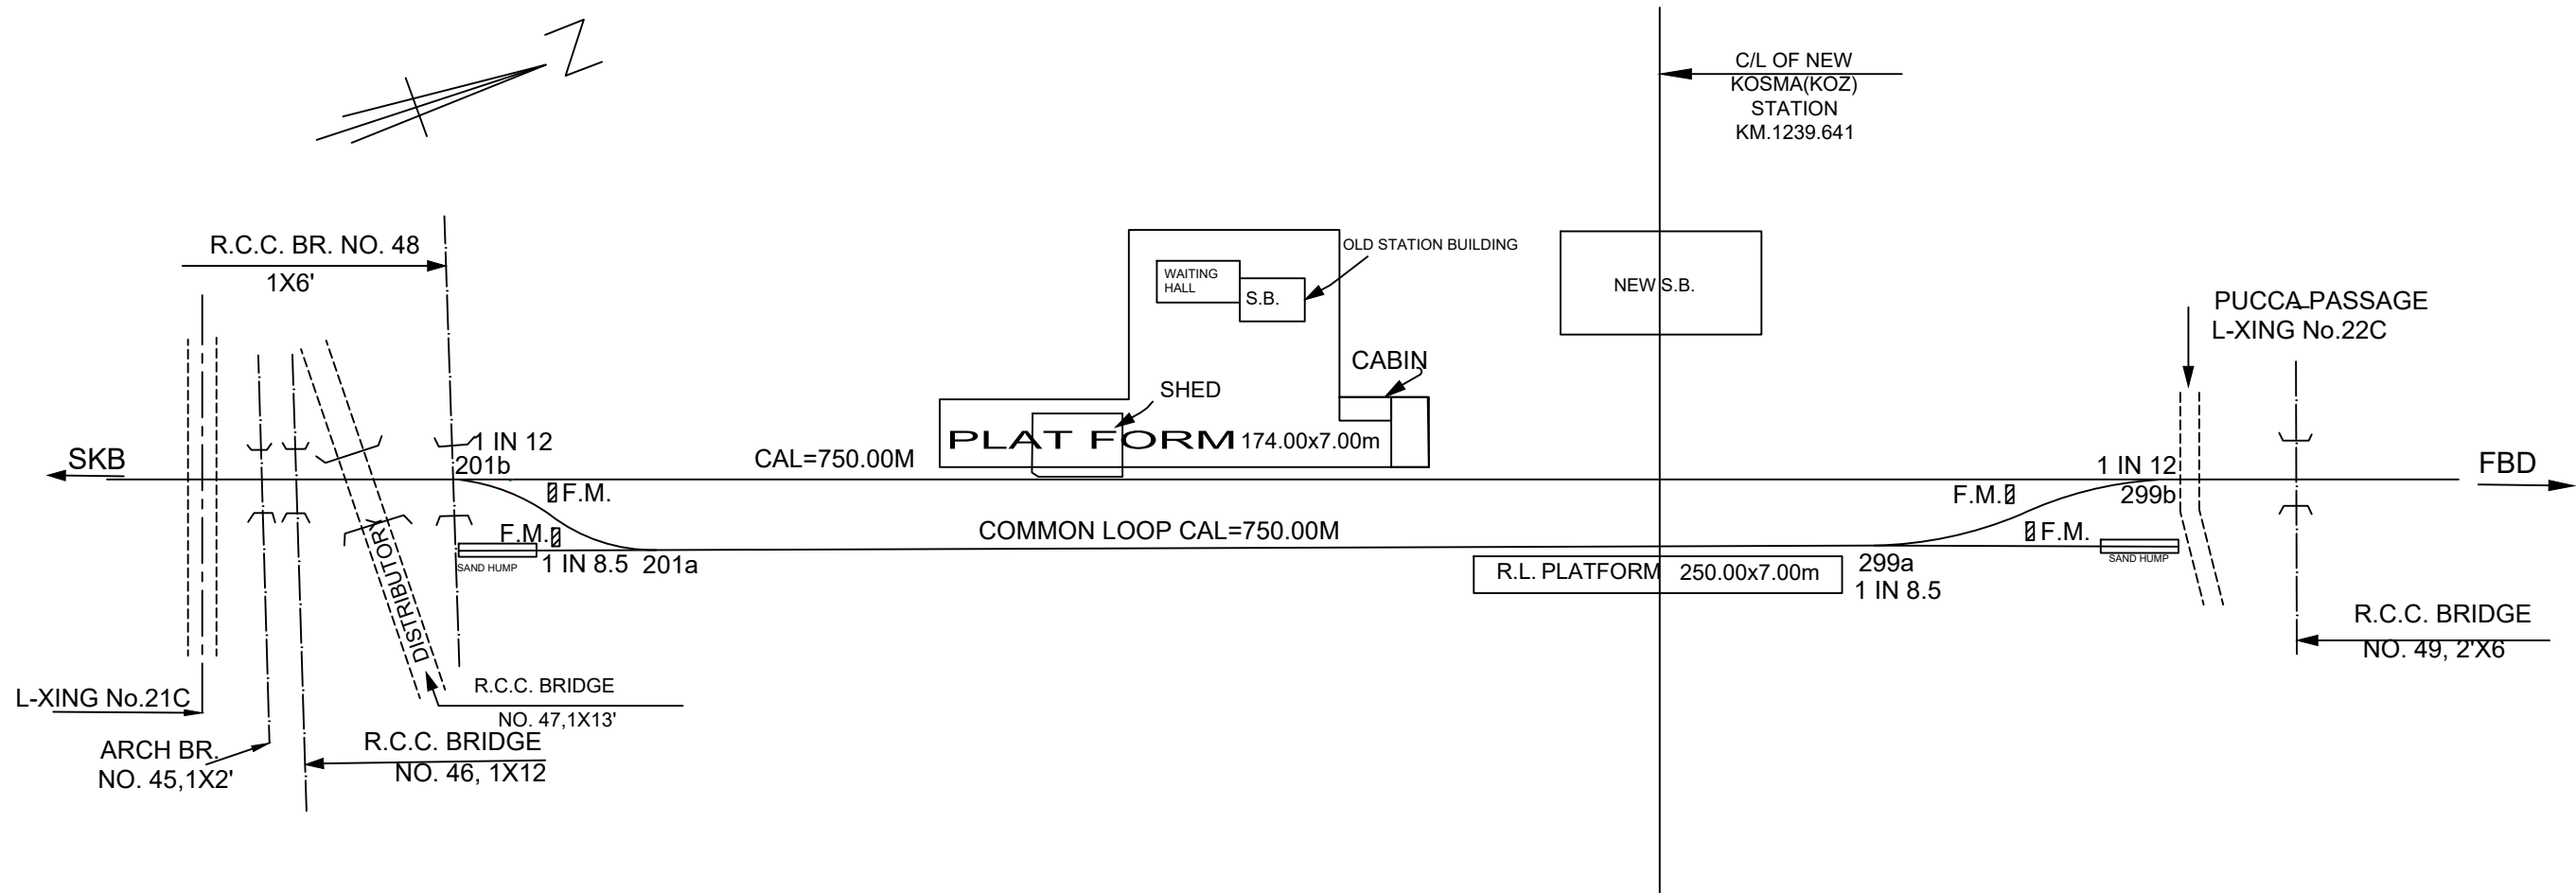 Z
C/L OF NEW
KOSMA(KOZ)
STATION
KM.1239.641
R.C.C. BR. NO. 48
1X6'
OLD STATION BUILDING
WAITING
HALL
S.B.
NEW S.B.
PUCCA PASSAGE
L-XING No.22C
CABIN
SHED
PLAT FORM 174.00x7.00m
1 IN 12
201b
SKB
CAL=750.00M
1 IN 12
299b
FBD
F.M.
F.M.
F.M.
F.M.
COMMON LOOP CAL=750.00M
SAND HUMP
1 IN 8.5 201a
R.L. PLATFORM 250.00x7.00m
299a
1 IN 8.5
SAND HUMP
DISTRIBUTORY
R.C.C. BRIDGE
NO. 49, 2'X6
L-XING No.21C
R.C.C. BRIDGE
NO. 47,1X13'
ARCH BR.
NO. 45,1X2'
R.C.C. BRIDGE
NO. 46, 1X12